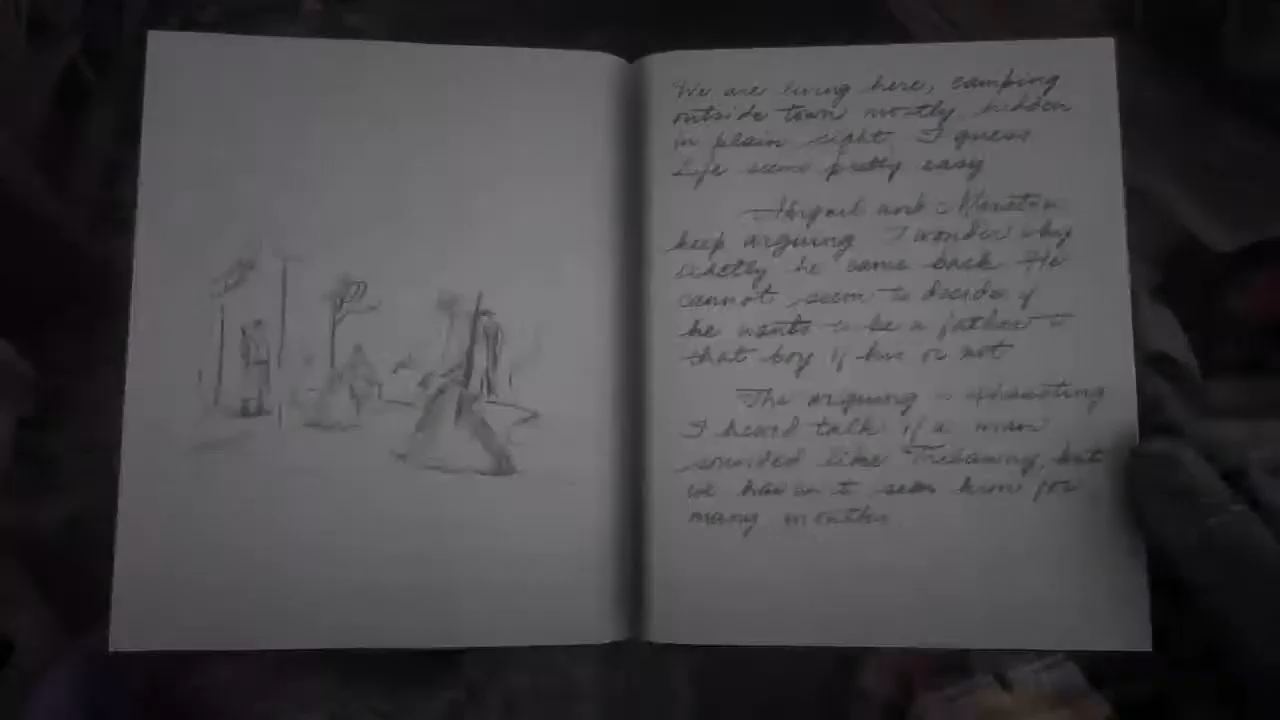 We are living here, camping
outside town mostly hidden
in plain sight I guess
Life seems pretty easy
Abigail and Marston
keep arguing I wonder why
exactly he came back He
cannot seem to decide if
he wants to be a father to
that boy of his or not
The arguing is exhausting
I heard talk of a man
sounded like Trelawny, but
we haven't seen him for
many months